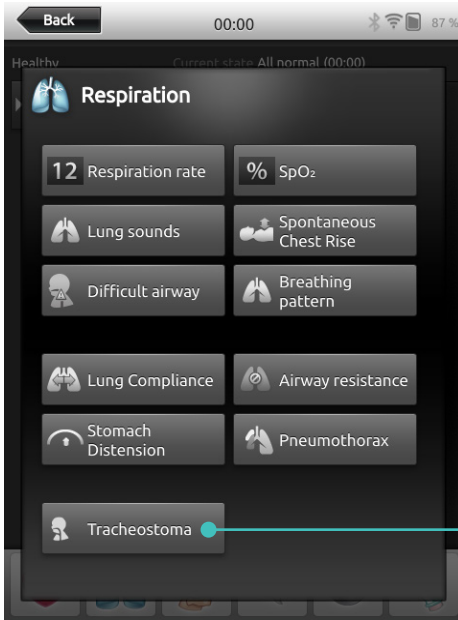 Back
00:00
87 %
Healthy
Current state All normal (00:00)
Respiration
12 Respiration rate
% SpO₂
Lung sounds
Spontaneous
Chest Rise
Difficult airway
Breathing
pattern
Lung Compliance
Airway resistance
Stomach
Distension
Pneumothorax
Tracheostoma